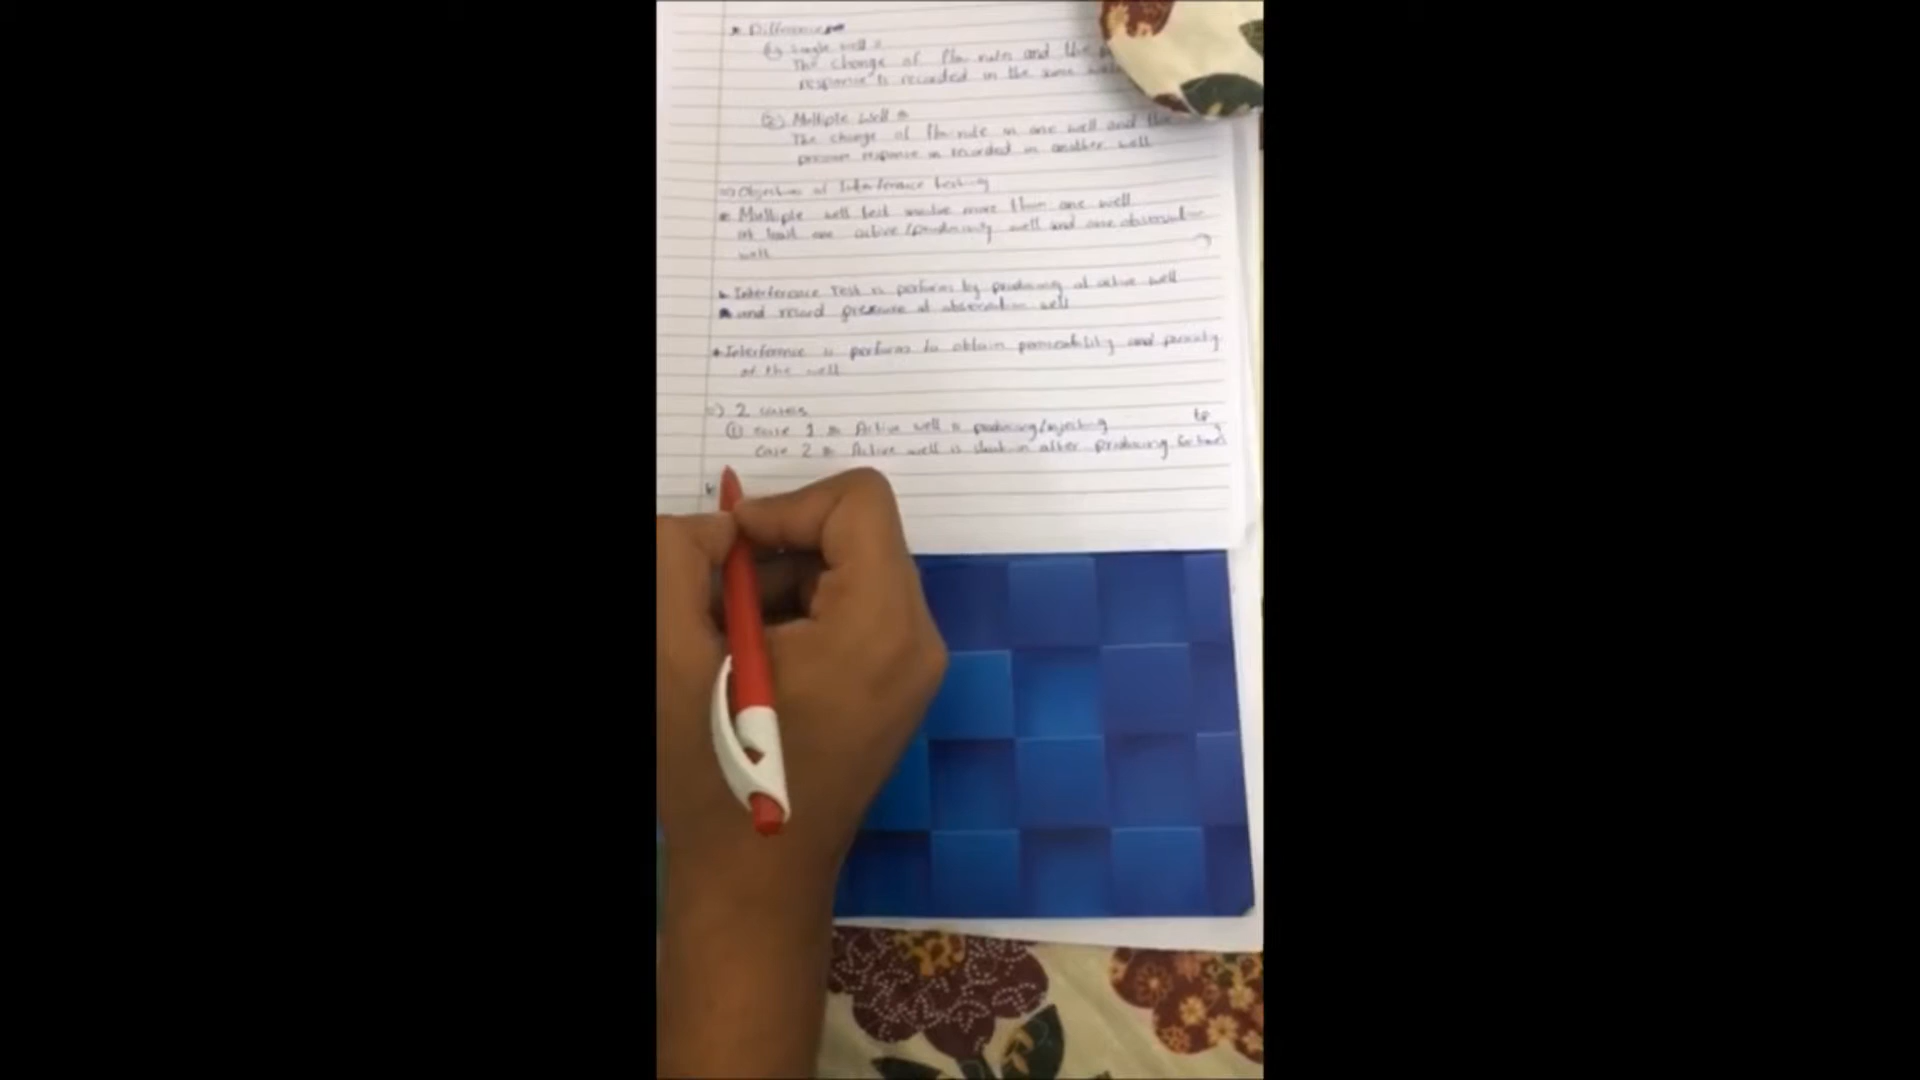 * Difference
(1) Single well =
The change of flow rate and the
response is recorded in the same
(2) Multiple well =
The change of flow rate in one well and the
pressure response is recorded in another well
Objective of Interference testing
* Multiple well test involve more than one well
at least one active/producing well and one observation
well
Interference Test is perform by producing at active well
and record pressure at observation well
* Interference is perform to obtain permeability and porosity
of the well
2 cases
① case 1 = Active well is producing/injecting
tp
case 2 = Active well is shut in after producing